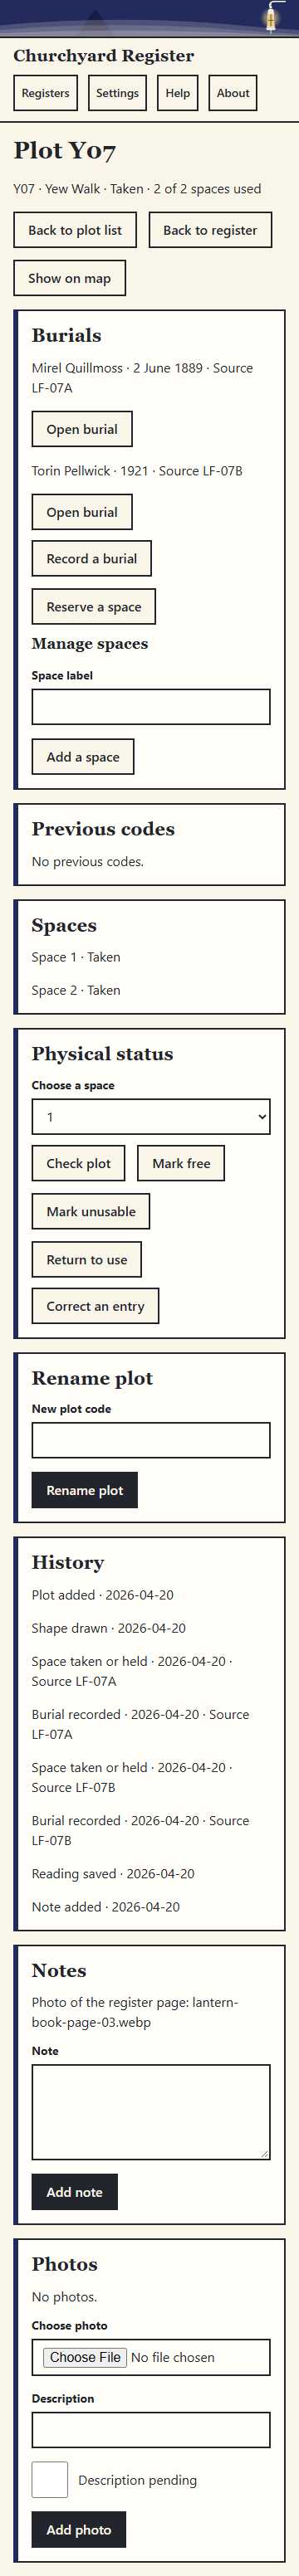 Churchyard Register
Registers Settings Help About
Plot Y07
Y07 · Yew Walk · Taken · 2 of 2 spaces used
Back to plot list Back to register
Show on map
Burials
Mirel Quillmoss · 2 June 1889 · Source
LF-07A
Open burial
Torin Pellwick · 1921 · Source LF-07B
Open burial
Record a burial
Reserve a space
Manage spaces
Space label
Add a space
Previous codes
No previous codes.
Spaces
Space 1 · Taken
Space 2 · Taken
Physical status
Choose a space
1
Check plot Mark free
Mark unusable
Return to use
Correct an entry
Rename plot
New plot code
Rename plot
History
Plot added · 2026-04-20
Shape drawn · 2026-04-20
Space taken or held · 2026-04-20 ·
Source LF-07A
Burial recorded · 2026-04-20 · Source
LF-07A
Space taken or held · 2026-04-20 ·
Source LF-07B
Burial recorded · 2026-04-20 · Source
LF-07B
Reading saved · 2026-04-20
Note added · 2026-04-20
Notes
Photo of the register page: lantern-
book-page-03.webp
Note
Add note
Photos
No photos.
Choose photo
Choose File No file chosen
Description
Description pending
Add photo